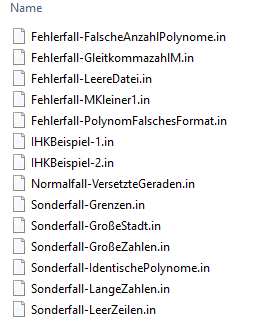 Name
Fehlerfall-FalscheAnzahlPolynome.in
Fehlerfall-GleitkommazahlM.in
Fehlerfall-LeereDatei.in
Fehlerfall-MKleiner1.in
Fehlerfall-PolynomFalschesFormat.in
IHKBeispiel-1.in
IHKBeispiel-2.in
Normalfall-VersetzteGeraden.in
Sonderfall-Grenzen.in
Sonderfall-GroßeStadt.in
Sonderfall-GroßeZahlen.in
Sonderfall-IdentischePolynome.in
Sonderfall-LangeZahlen.in
Sonderfall-LeerZeilen.in